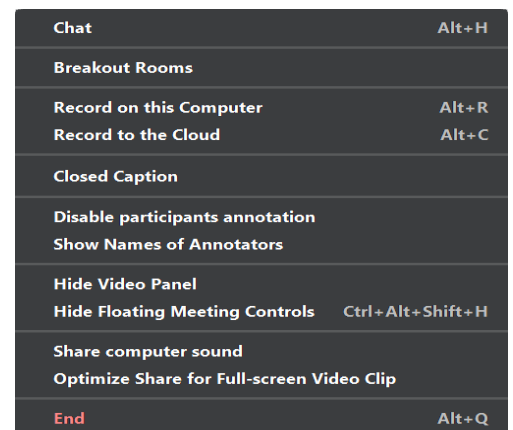 Chat Alt+H
Breakout Rooms
Record on this Computer Alt+R
Record to the Cloud Alt+C
Closed Caption
Disable participants annotation
Show Names of Annotators
Hide Video Panel
Hide Floating Meeting Controls Ctrl+Alt+Shift+H
Share computer sound
Optimize Share for Full-screen Video Clip
End Alt+Q